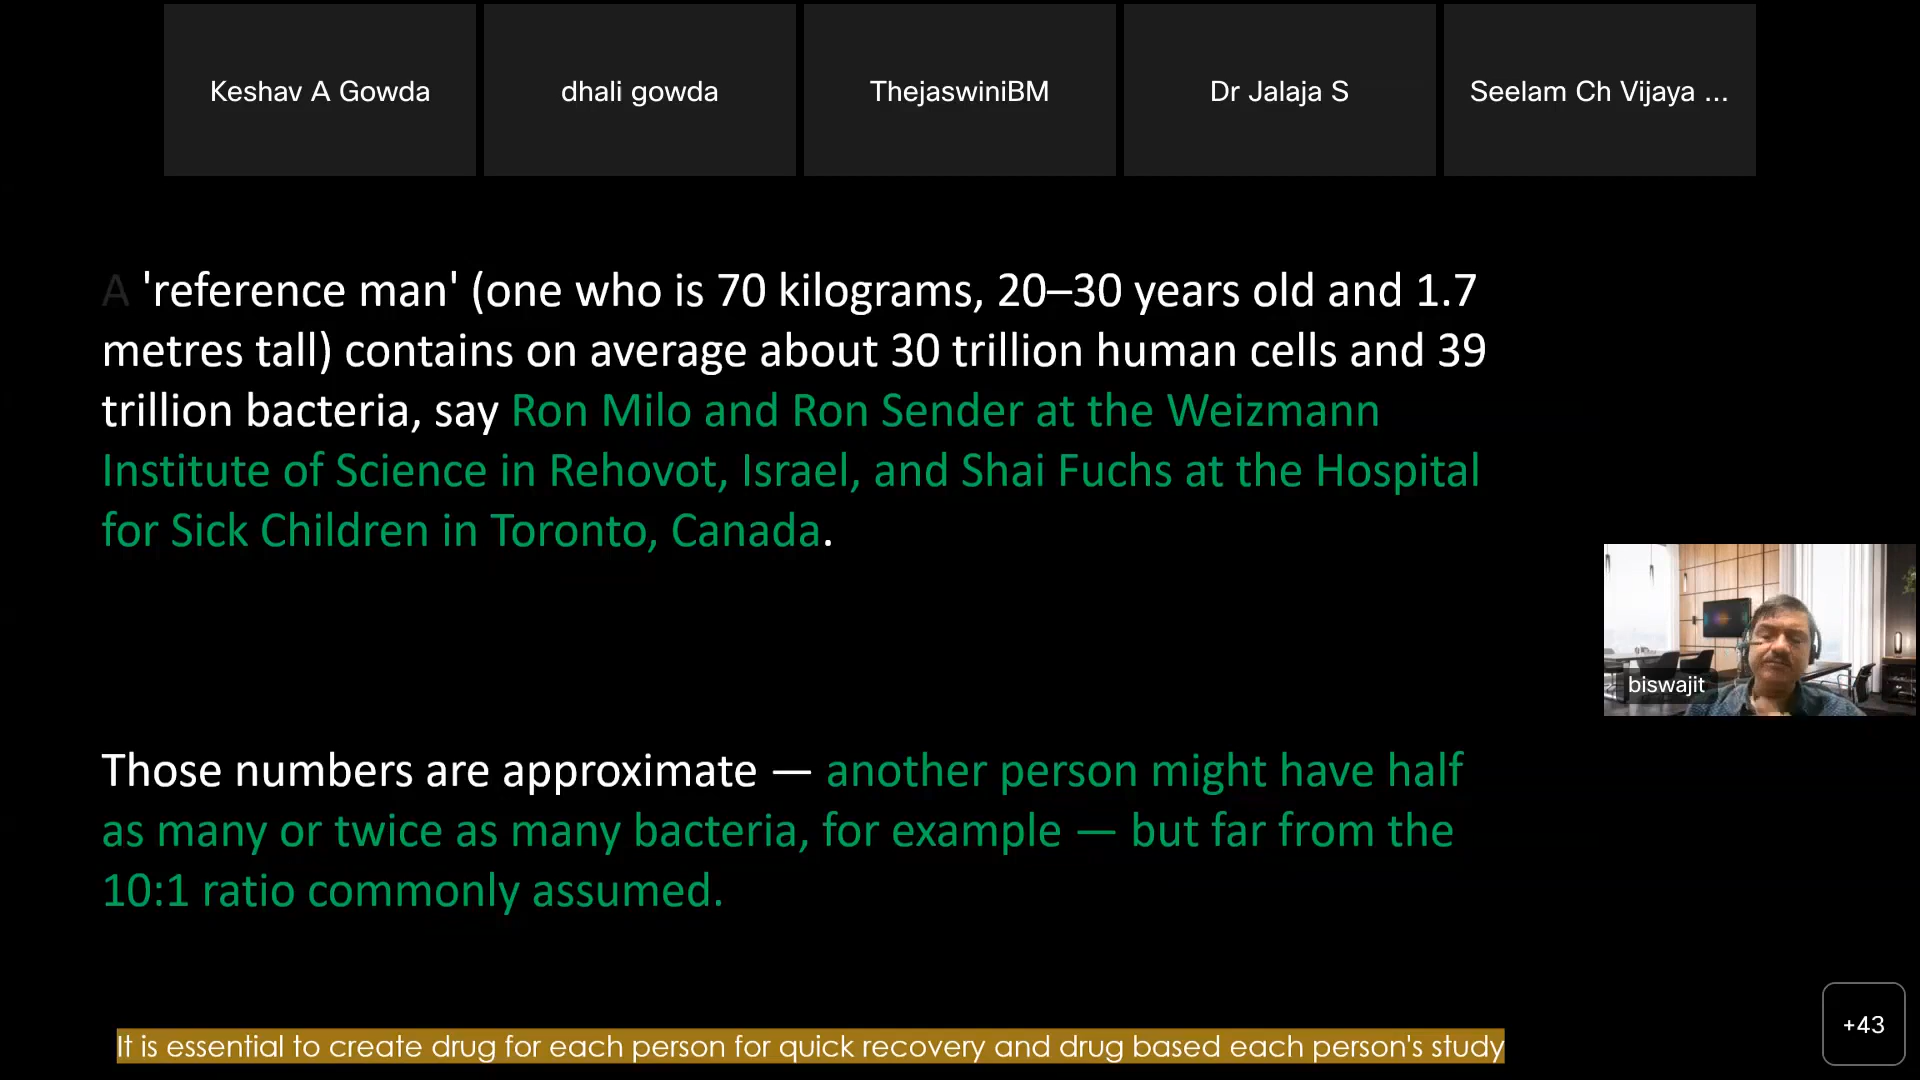 Keshav A Gowda
dhali gowda
ThejaswiniBM
Dr Jalaja S
Seelam Ch Vijaya ...
A 'reference man' (one who is 70 kilograms, 20–30 years old and 1.7
metres tall) contains on average about 30 trillion human cells and 39
trillion bacteria, say Ron Milo and Ron Sender at the Weizmann
Institute of Science in Rehovot, Israel, and Shai Fuchs at the Hospital
for Sick Children in Toronto, Canada.
biswajit
Those numbers are approximate — another person might have half
as many or twice as many bacteria, for example — but far from the
10:1 ratio commonly assumed.
+43
It is essential to create drug for each person for quick recovery and drug based each person's study